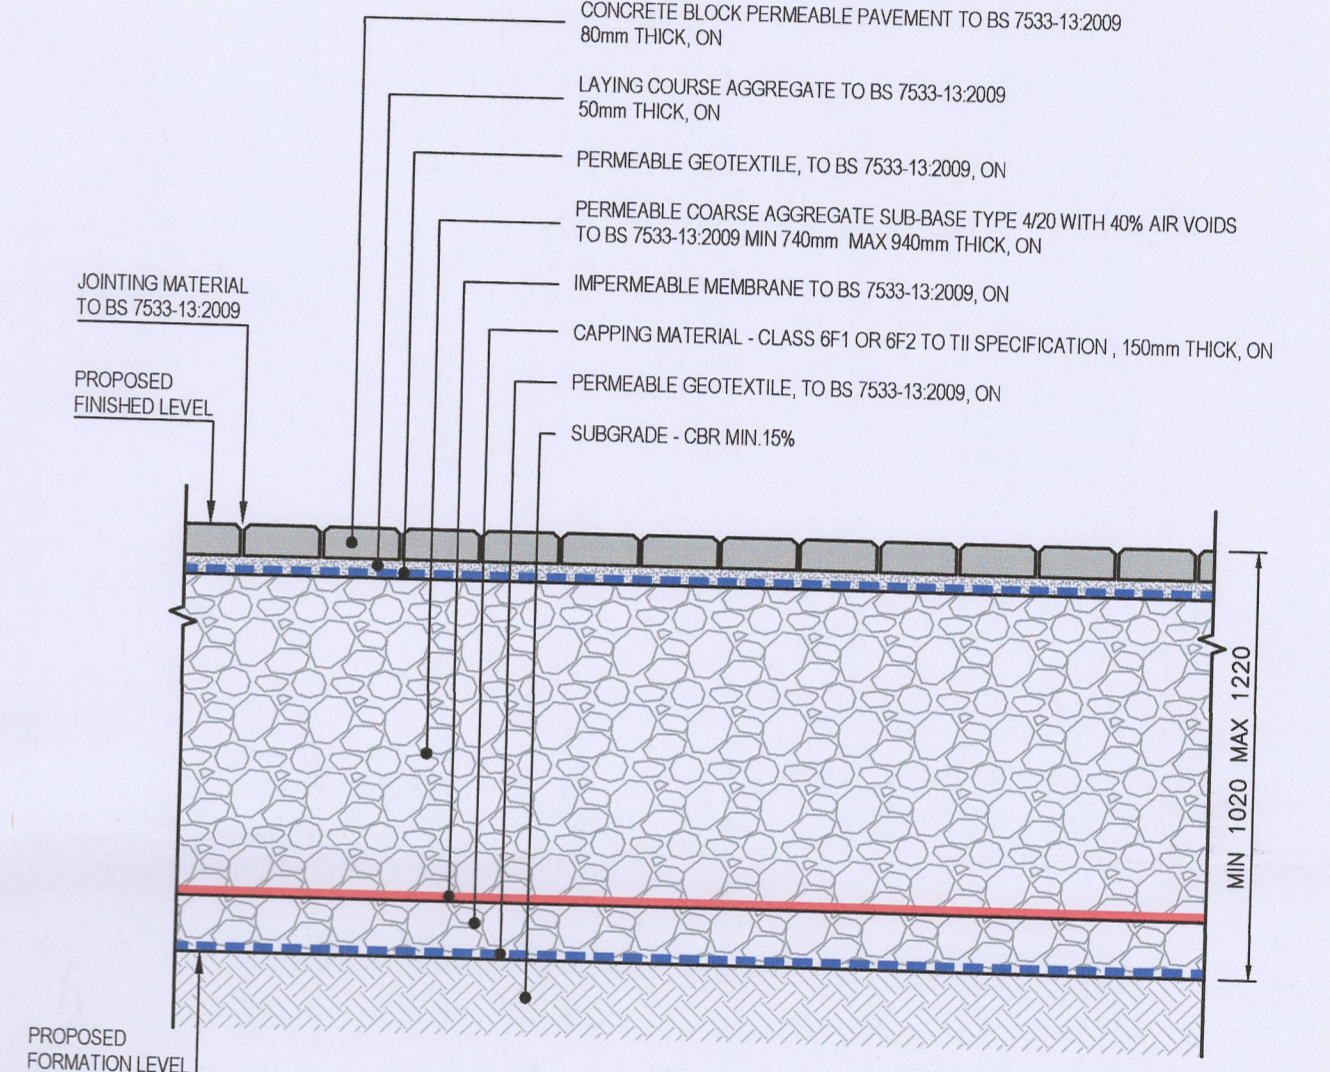 CONCRETE BLOCK PERMEABLE PAVEMENT TO BS 7533-13:2009
80mm THICK, ON
LAYING COURSE AGGREGATE TO BS 7533-13:2009
50mm THICK, ON
PERMEABLE GEOTEXTILE, TO BS 7533-13:2009, ON
PERMEABLE COARSE AGGREGATE SUB-BASE TYPE 4/20 WITH 40% AIR VOIDS
TO BS 7533-13:2009 MIN 740mm MAX 940mm THICK, ON
IMPERMEABLE MEMBRANE TO BS 7533-13:2009, ON
CAPPING MATERIAL - CLASS 6F1 OR 6F2 TO TII SPECIFICATION , 150mm THICK, ON
PERMEABLE GEOTEXTILE, TO BS 7533-13:2009, ON
SUBGRADE - CBR MIN.15%
JOINTING MATERIAL
TO BS 7533-13:2009
PROPOSED
FINISHED LEVEL
MIN 1020 MAX 1220
PROPOSED
FORMATION LEVEL